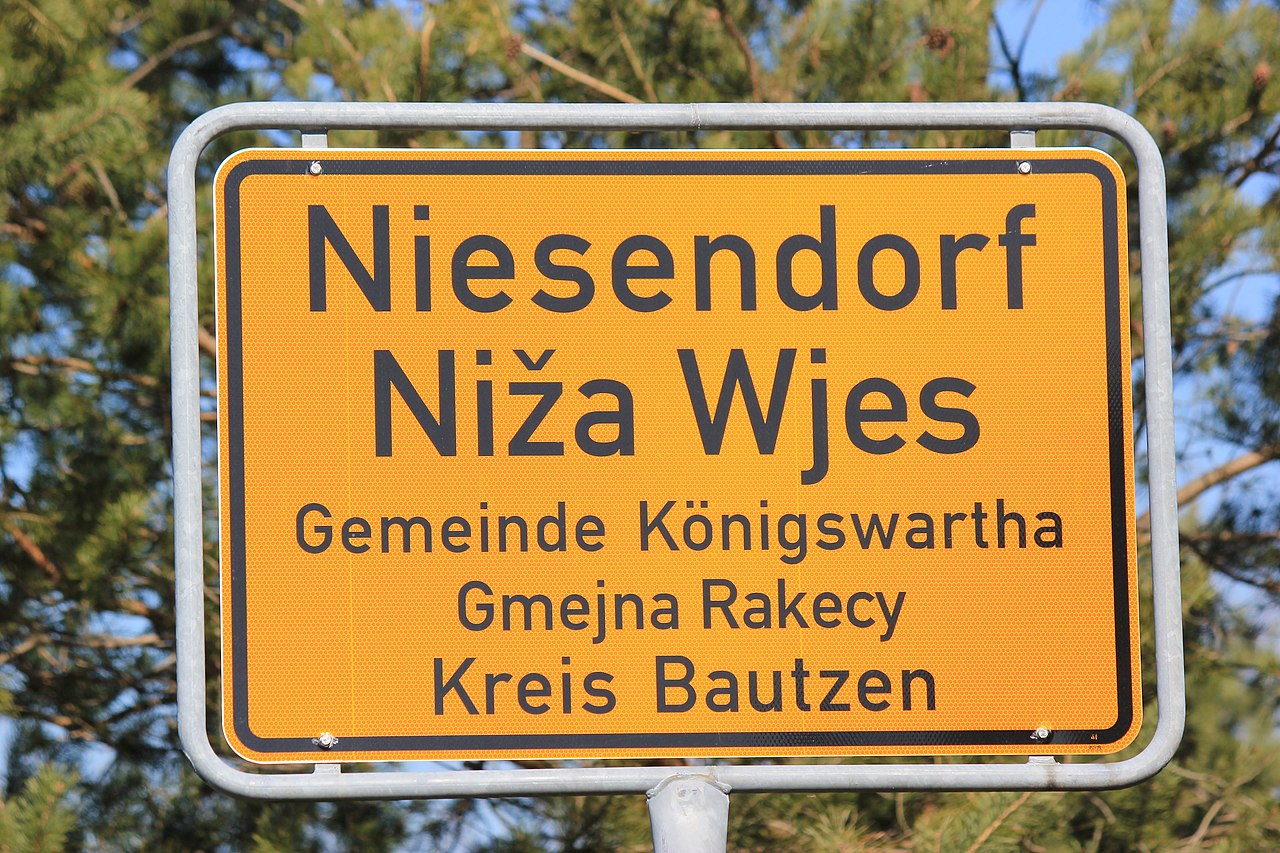 Niesendorf
Niža Wjes
Gemeinde Königswartha
Gmejna Rakecy
Kreis Bautzen